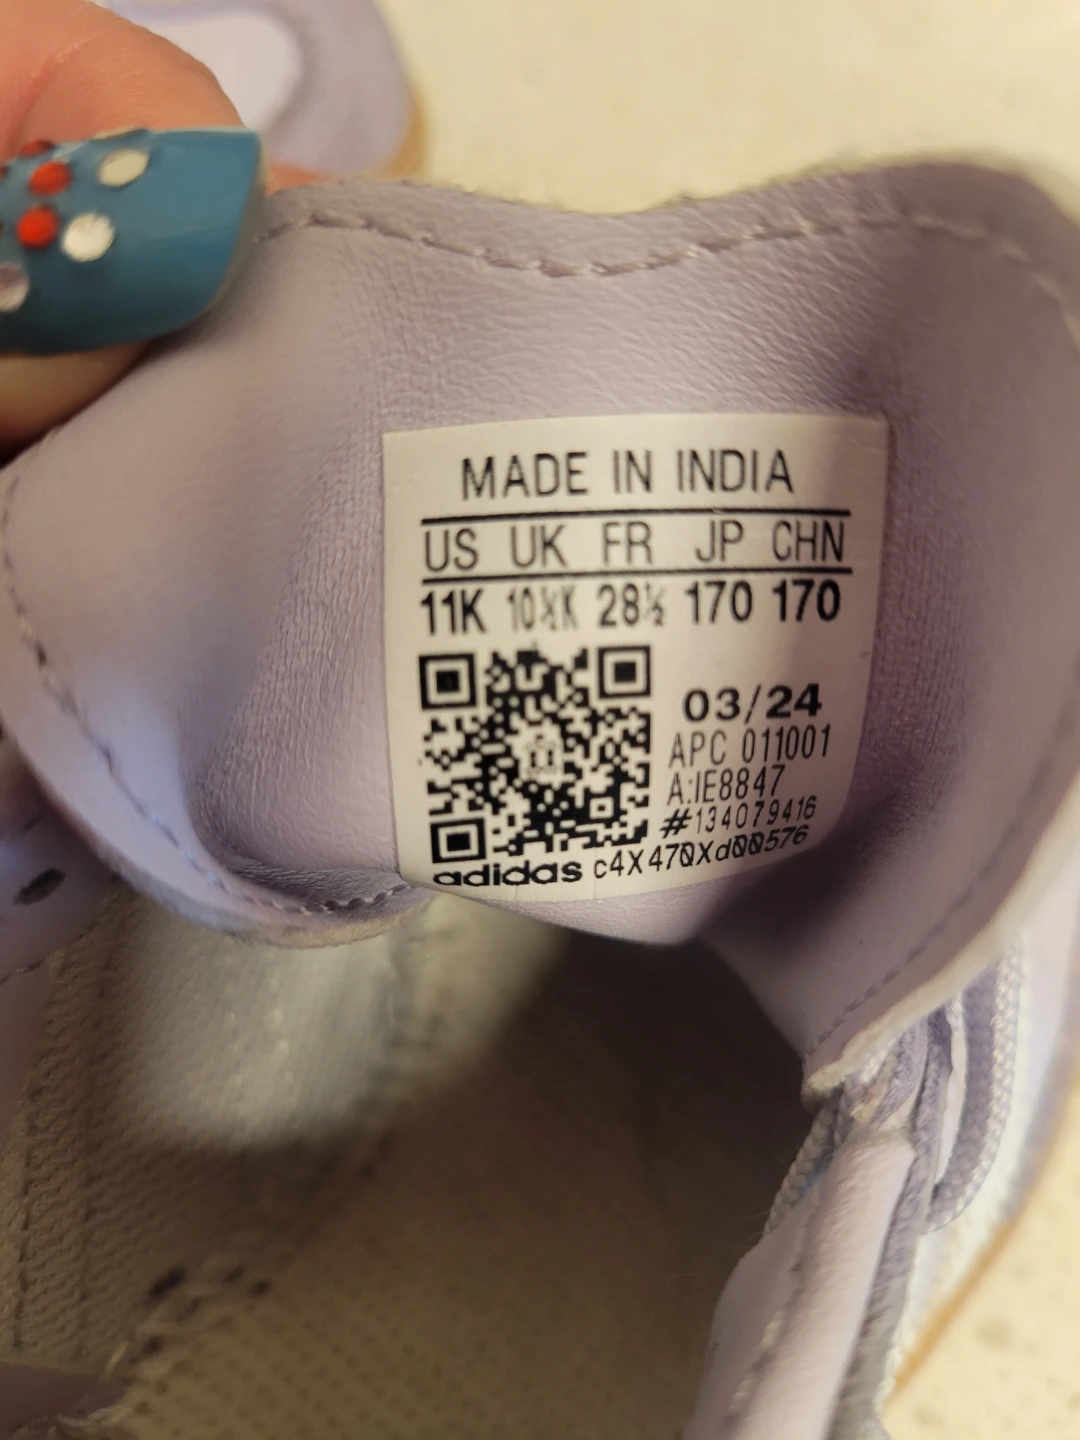 MADE IN INDIA
US UK FR JP CHN
11K 10½K 28½ 170 170
03/24
APC 011001
A:IE8847
#134079416
adidas c4X470Xd00576